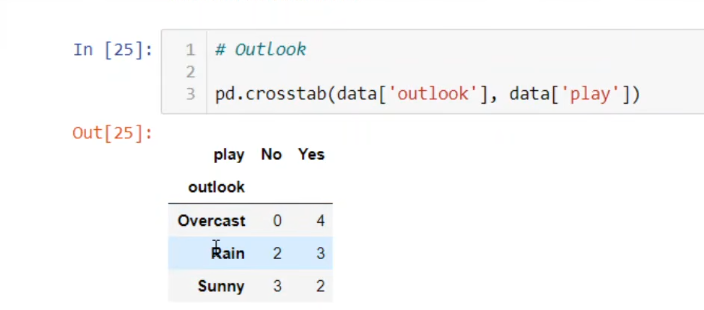 In [25]:
1 # Outlook
2
3 pd.crosstab(data['outlook'], data['play'])
Out[25]:
play No Yes
outlook
Overcast 0 4
Rain 2 3
Sunny 3 2